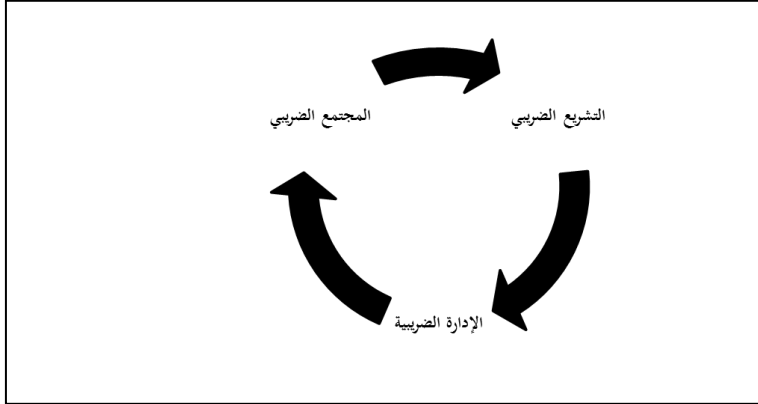 التشريع الضريبي
المجتمع الضريبي
الإدارة الضريبية